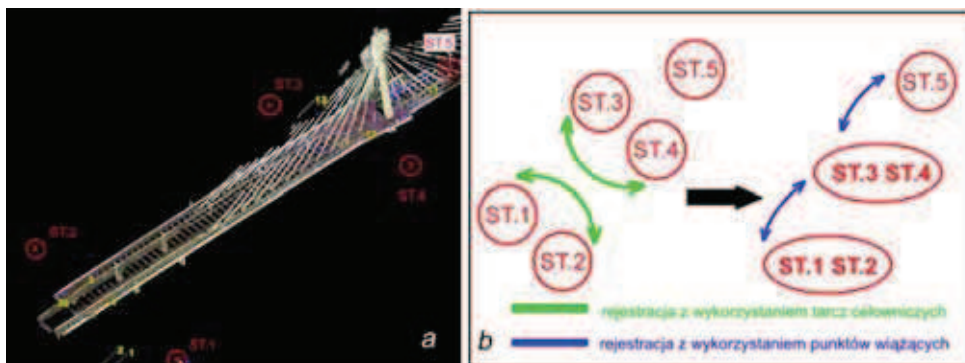 ST.5
ST.3
ST.4
ST.2
ST.1
a
ST.5
ST.3
ST.4
ST.1
ST.2
ST.5
ST.3 ST.4
ST.1 ST.2
rejestracja z wykorzystaniem tarcz celowniczych
b
rejestracja z wykorzystaniem punktów wiążących